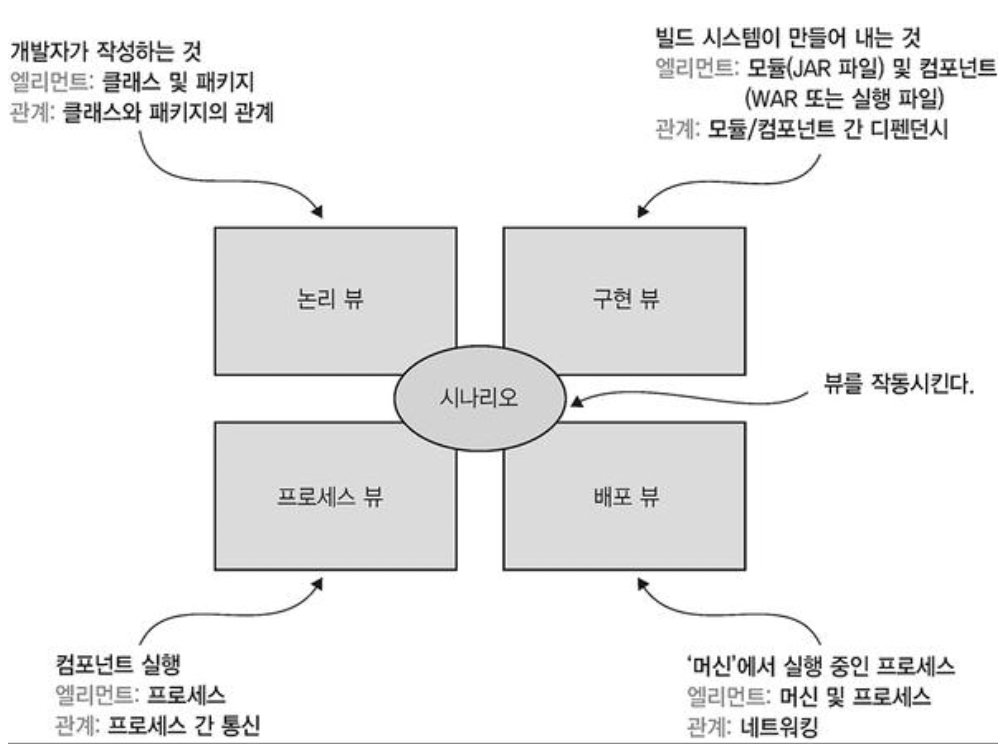 개발자가 작성하는 것
엘리먼트: 클래스 및 패키지
관계: 클래스와 패키지의 관계
빌드 시스템이 만들어 내는 것
엘리먼트: 모듈(JAR 파일) 및 컴포넌트
(WAR 또는 실행 파일)
관계: 모듈/컴포넌트 간 디펜던시
논리 뷰
구현 뷰
시나리오
뷰를 작동시킨다.
프로세스 뷰
배포 뷰
컴포넌트 실행
엘리먼트: 프로세스
관계: 프로세스 간 통신
‘머신’에서 실행 중인 프로세스
엘리먼트: 머신 및 프로세스
관계: 네트워킹